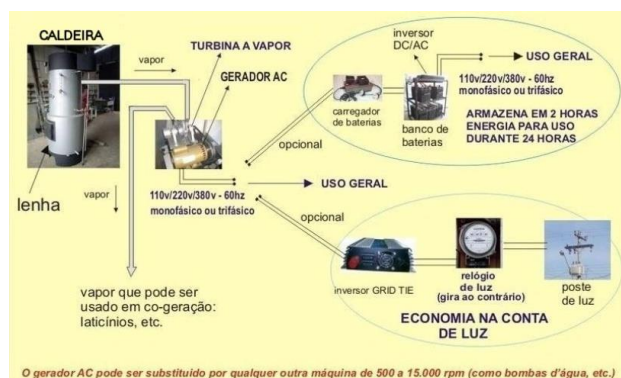 CALDEIRA
vapor
TURBINA A VAPOR
GERADOR AC
lenha
vapor
110v/220v/380v - 60hz
monofásico ou trifásico
USO GERAL
vapor que pode ser
usado em co-geração:
laticínios, etc.
opcional
inversor
DC/AC
USO GERAL
110v/220v/380v - 60hz
monofásico ou trifásico
carregador
de baterias
banco de
baterias
ARMAZENA EM 2 HORAS
ENERGIA PARA USO
DURANTE 24 HORAS
opcional
inversor GRID TIE
relógio
de luz
(gira ao contrário)
poste
de luz
ECONOMIA NA CONTA
DE LUZ
O gerador AC pode ser substituido por qualquer outra máquina de 500 a 15.000 rpm (como bombas d'água, etc.)